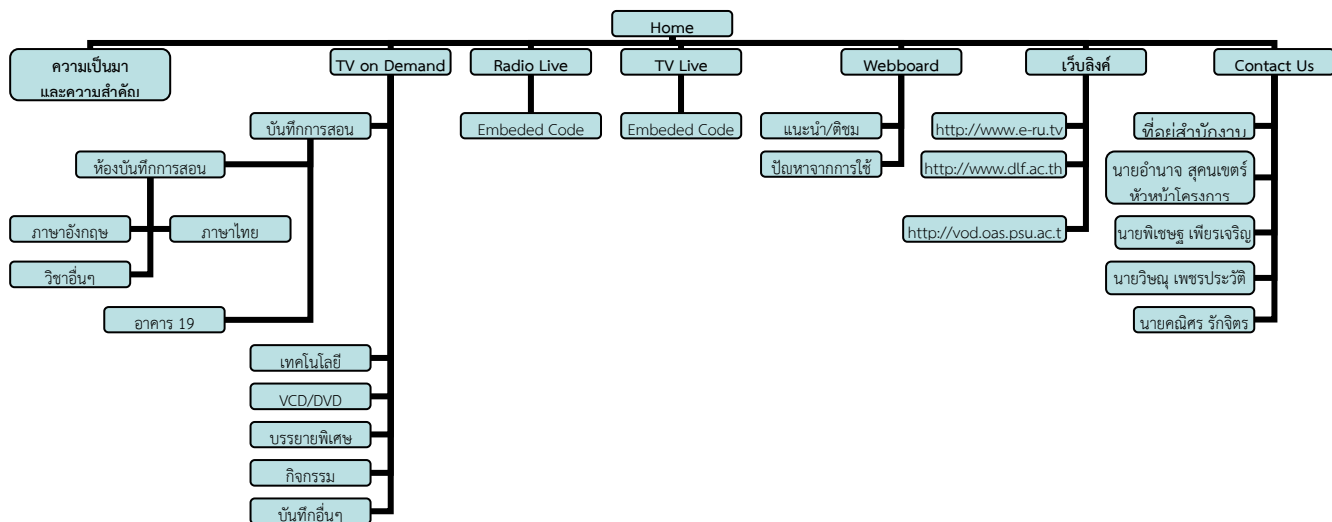 Home
ความเป็นมา
และความสำคัญ
TV on Demand
Radio Live
TV Live
Webboard
เว็บลิงค์
Contact Us
บันทึกการสอน
Embeded Code
Embeded Code
แนะนำ/ติชม
http://www.e-ru.tv
ที่อยู่สำนักงาน
ห้องบันทึกการสอน
ปัญหาจากการใช้
http://www.dlf.ac.th
นายอำนาจ สุคนเขตร์
หัวหน้าโครงการ
ภาษาอังกฤษ
ภาษาไทย
http://vod.oas.psu.ac.t
นายพิเชษฐ เพียรเจริญ
วิชาอื่นๆ
นายวิษณุ เพชรประวัติ
อาคาร 19
นายคณิศร รักจิตร
เทคโนโลยี
VCD/DVD
บรรยายพิเศษ
กิจกรรม
บันทึกอื่นๆ